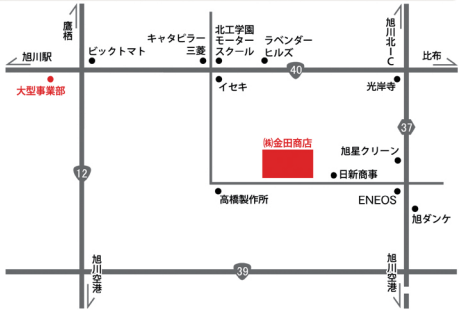 鷹栖
キャタピラー
三菱
北工学園
モーター
スクール
ラベンダー
ヒルズ
旭川北IC
旭川駅
ビックトマト
比布
大型事業部
イセキ
40
光岸寺
37
㈱金田商店
旭星クリーン
12
日新商事
高橋製作所
ENEOS
旭ダンケ
旭川空港
39
旭川空港